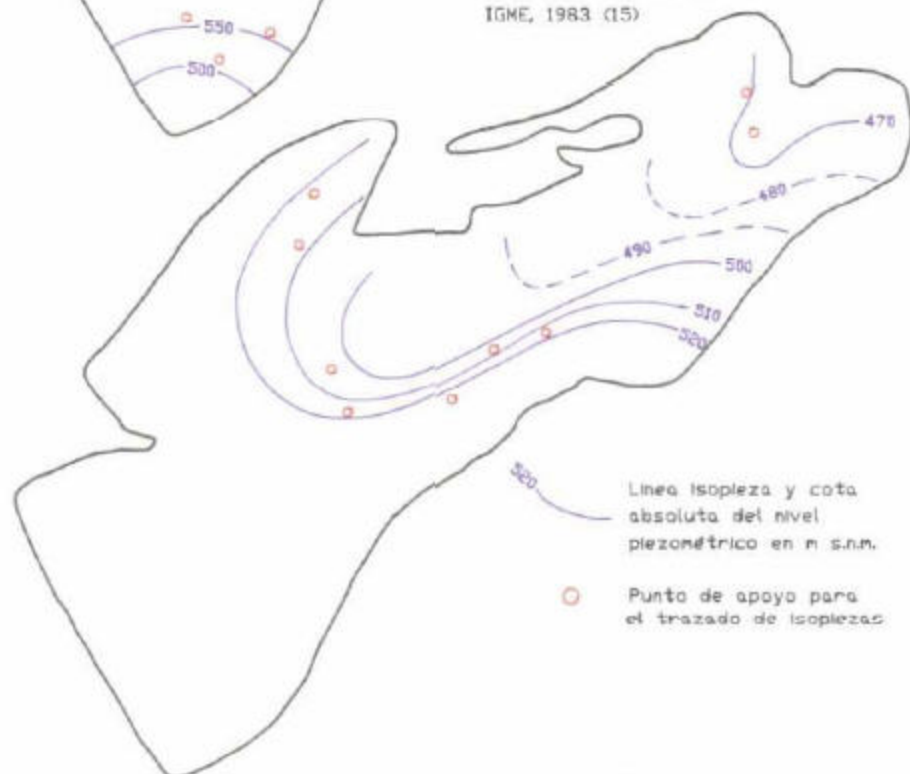 IGME, 1983 (15)
550
500
470
480
490
500
510
520
520
Línea isopieza y cota
absoluta del nivel
piezométrico en m s.n.m.
Punto de apoyo para
el trazado de isopiezas